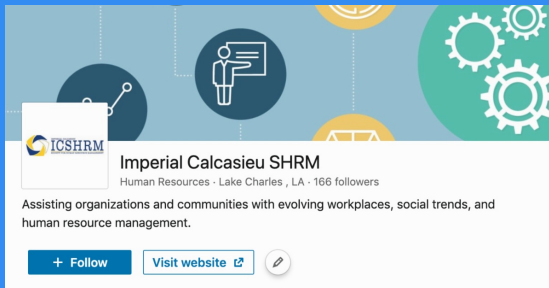 ICSHRM
Imperial Calcasieu SHRM
Human Resources · Lake Charles , LA · 166 followers
Assisting organizations and communities with evolving workplaces, social trends, and
human resource management.
+ Follow
Visit website